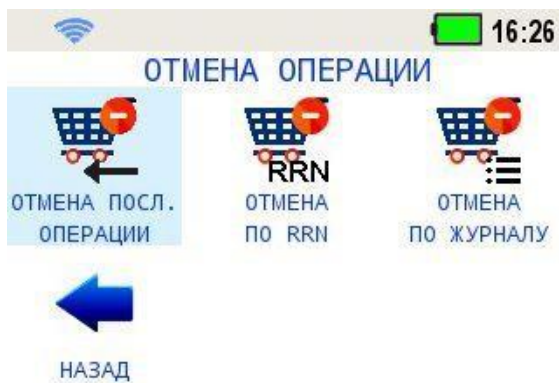 16:26
ОТМЕНА ОПЕРАЦИИ
RRN
ОТМЕНА ПОСЛ.
ОПЕРАЦИИ
ОТМЕНА
ПО RRN
ОТМЕНА
ПО ЖУРНАЛУ
НАЗАД